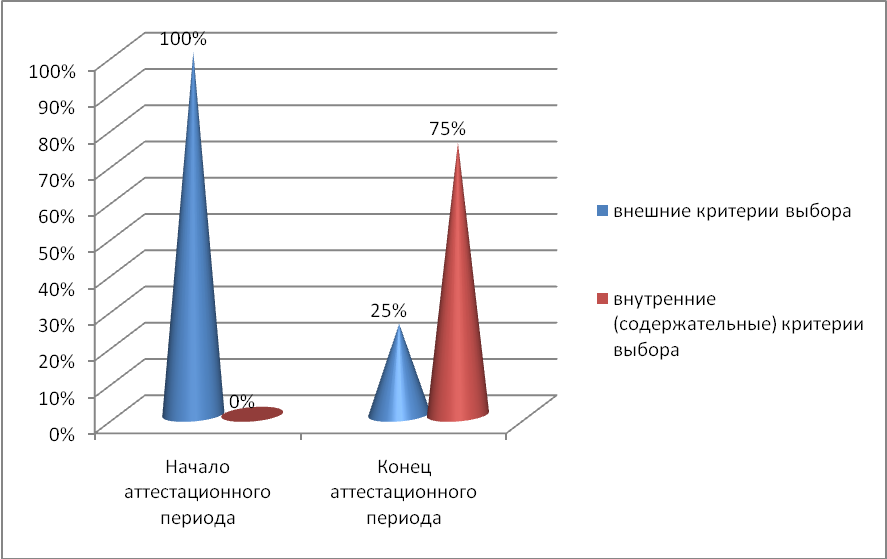 100%
75%
25%
0%
100%
90%
80%
70%
60%
50%
40%
30%
20%
10%
0%
Начало
аттестационного
периода
Конец
аттестационного
периода
внешние критерии выбора
внутренние
(содержательные) критерии
выбора